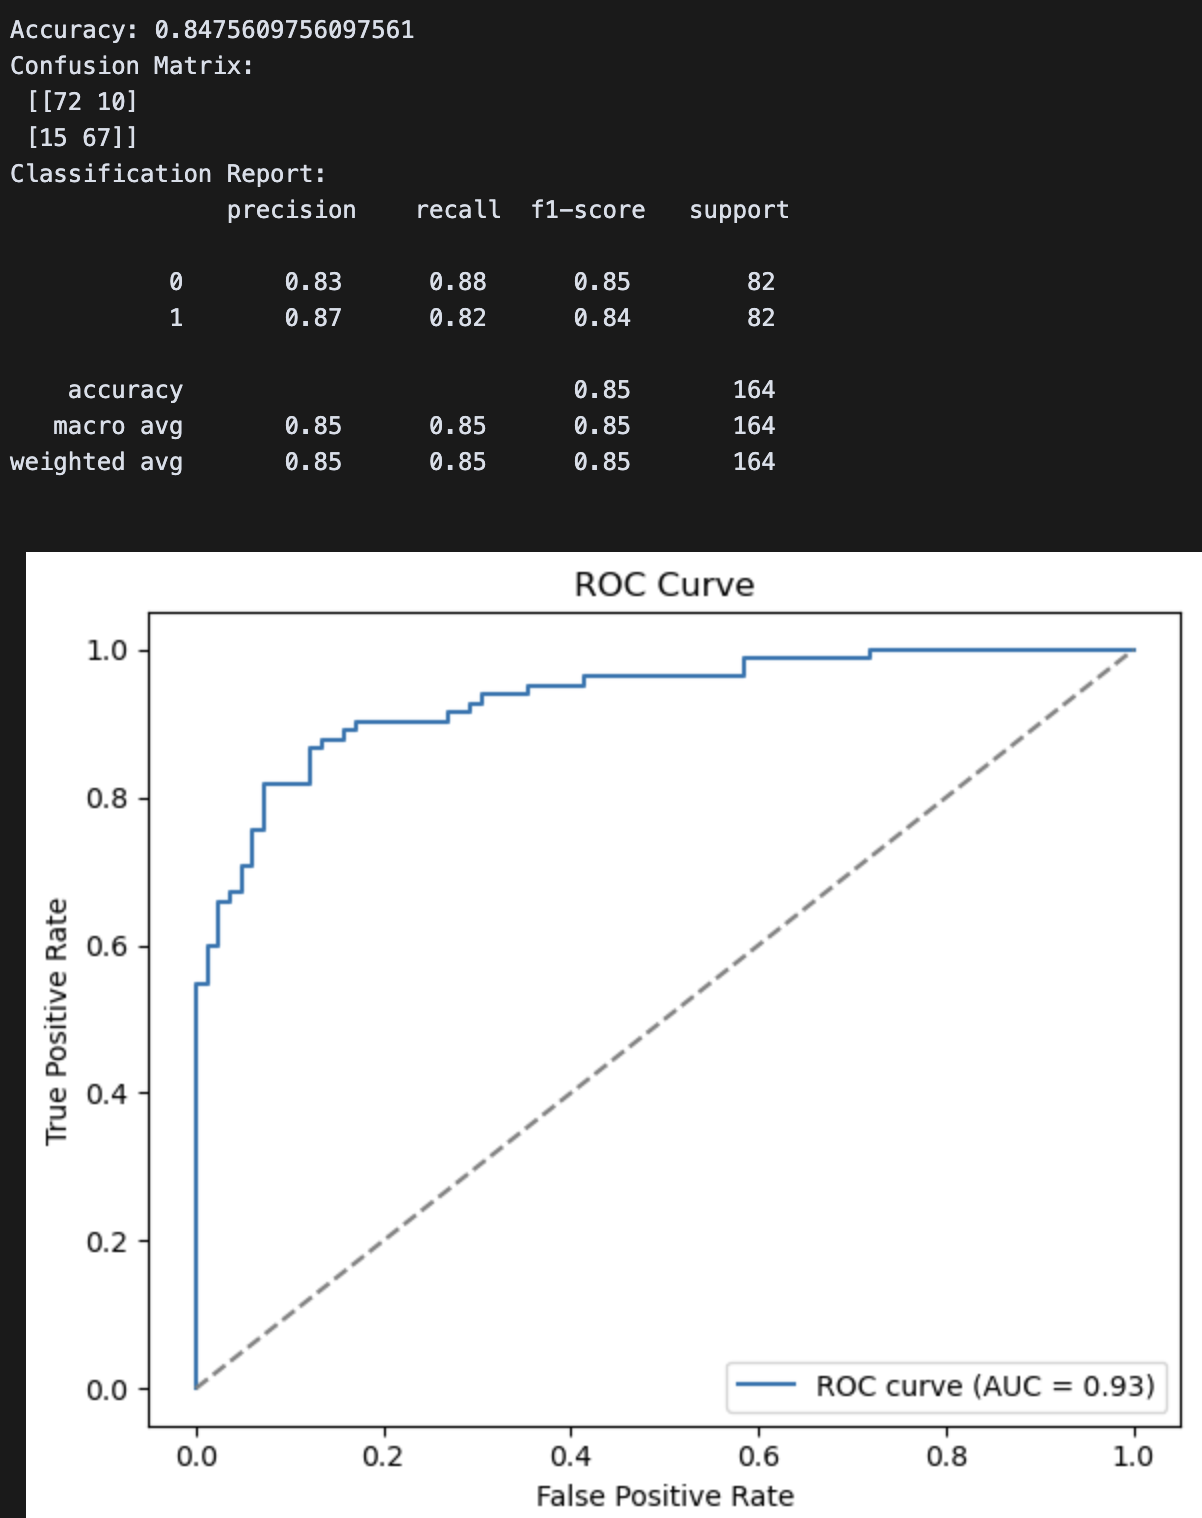 Accuracy: 0.8475609756097561
Confusion Matrix:
[[72 10]
[15 67]]
Classification Report:
precision recall f1-score support
0 0.83 0.88 0.85 82
1 0.87 0.82 0.84 82
accuracy 0.85 164
macro avg 0.85 0.85 0.85 164
weighted avg 0.85 0.85 0.85 164
ROC Curve
1.0
0.8
0.6
0.4
0.2
0.0
True Positive Rate
ROC curve (AUC = 0.93)
0.0 0.2 0.4 0.6 0.8 1.0
False Positive Rate